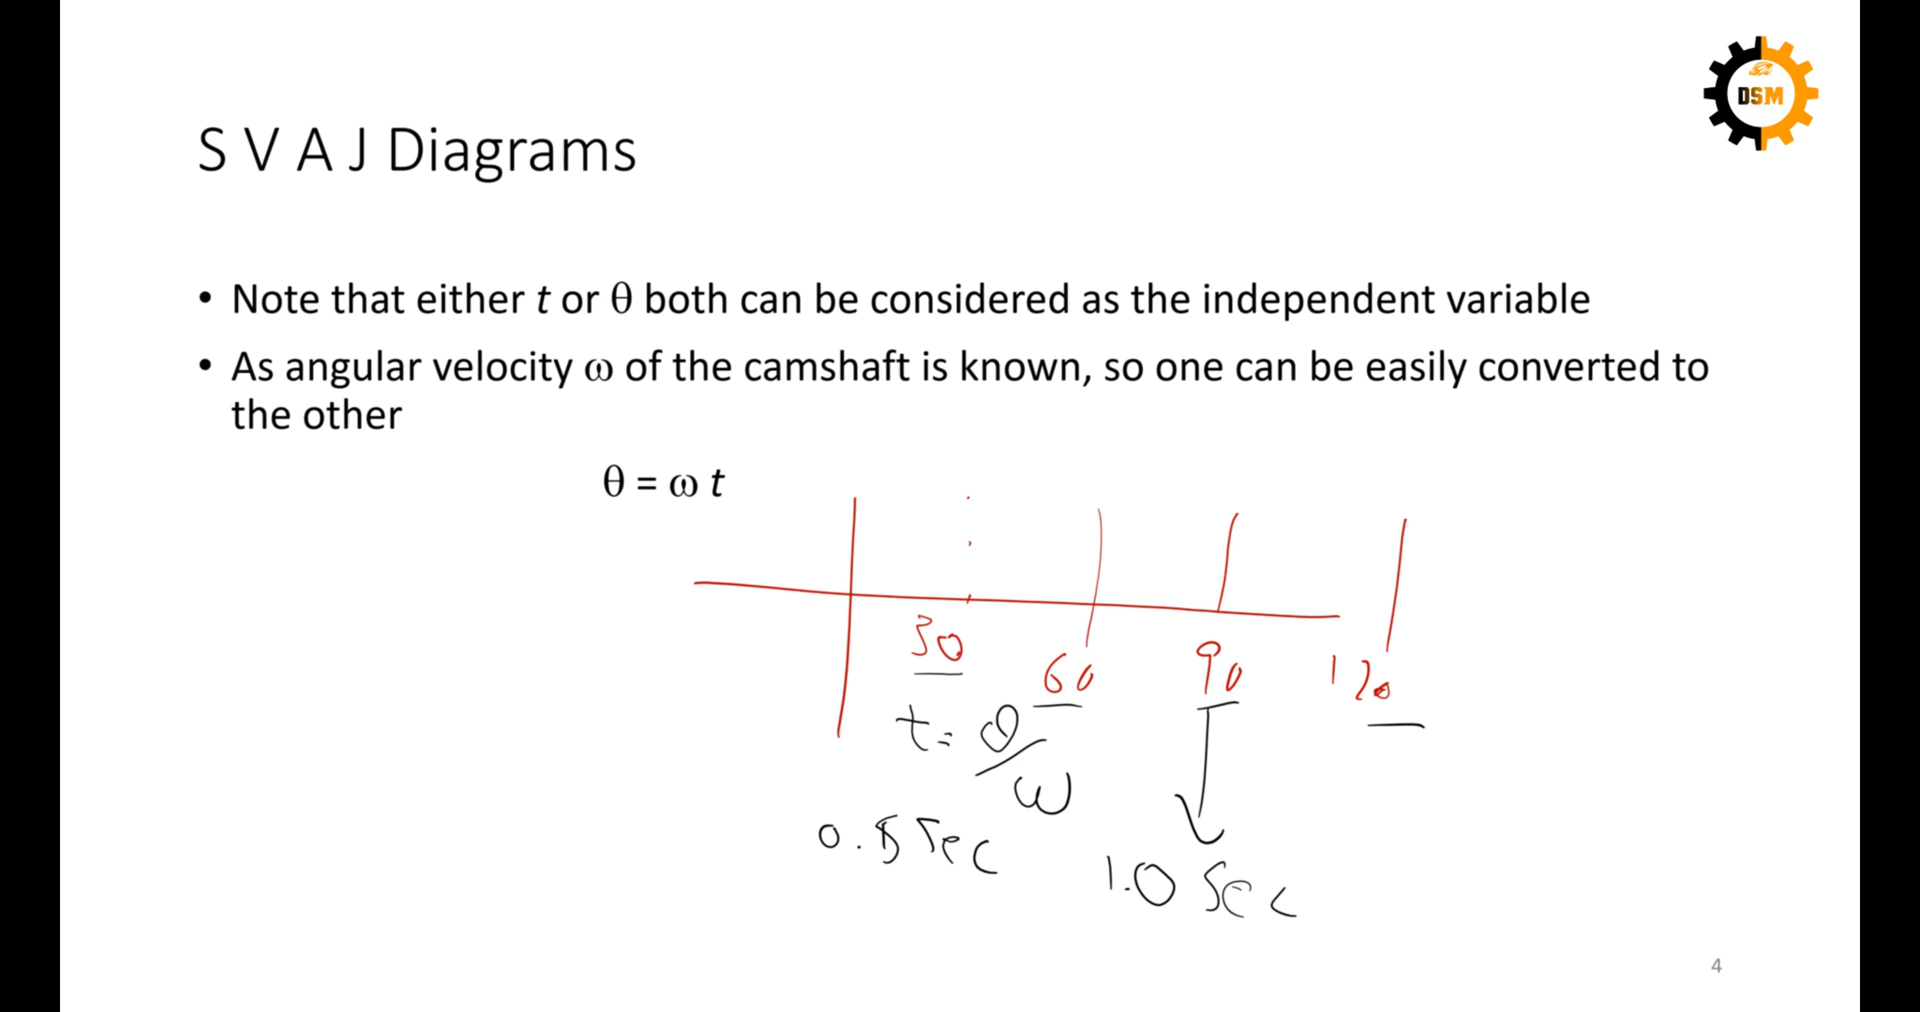 DSM
S V A J Diagrams
• Note that either t or θ both can be considered as the independent variable
• As angular velocity ω of the camshaft is known, so one can be easily converted to
the other
θ = ω t
30 60 90 120
t = θ/ω
0.5 sec
1.0 sec
4